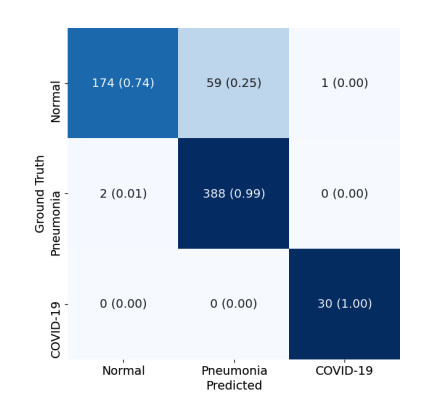 Normal
174 (0.74) 59 (0.25) 1 (0.00)
Ground Truth
Pneumonia
2 (0.01) 388 (0.99) 0 (0.00)
COVID-19
0 (0.00) 0 (0.00) 30 (1.00)
Normal Pneumonia COVID-19
Predicted